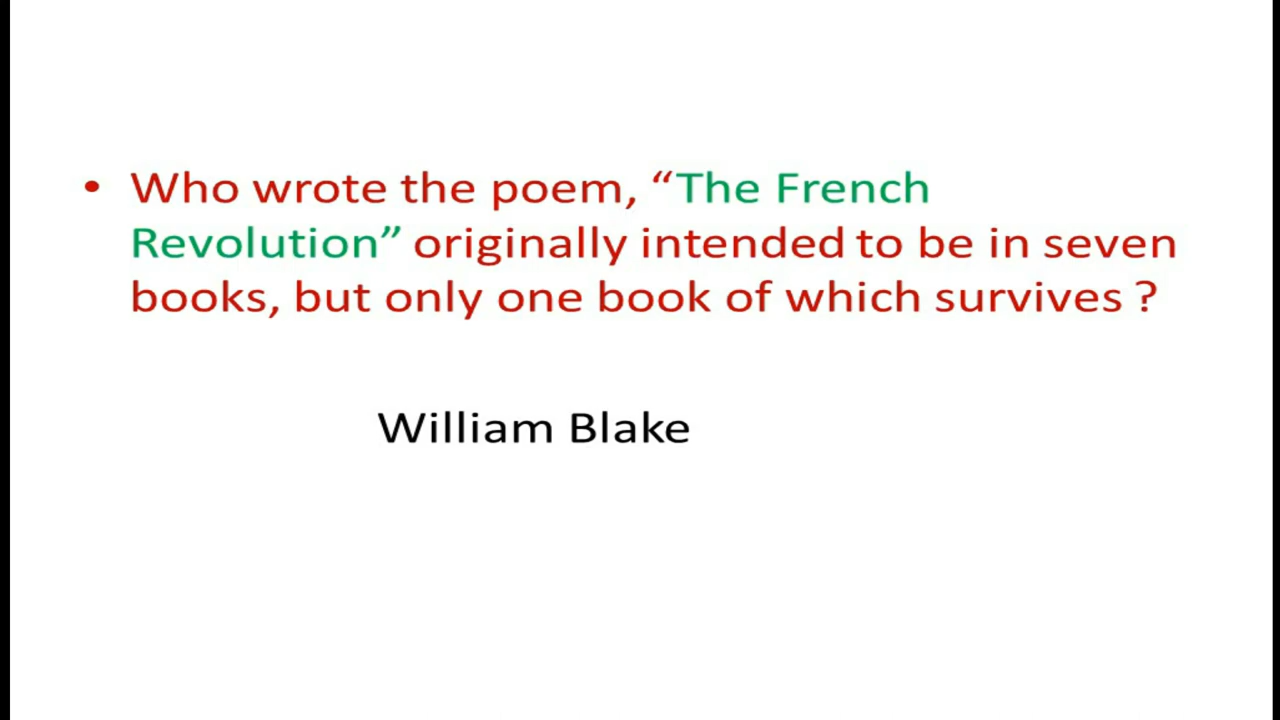 • Who wrote the poem, “The French
Revolution” originally intended to be in seven
books, but only one book of which survives ?
William Blake